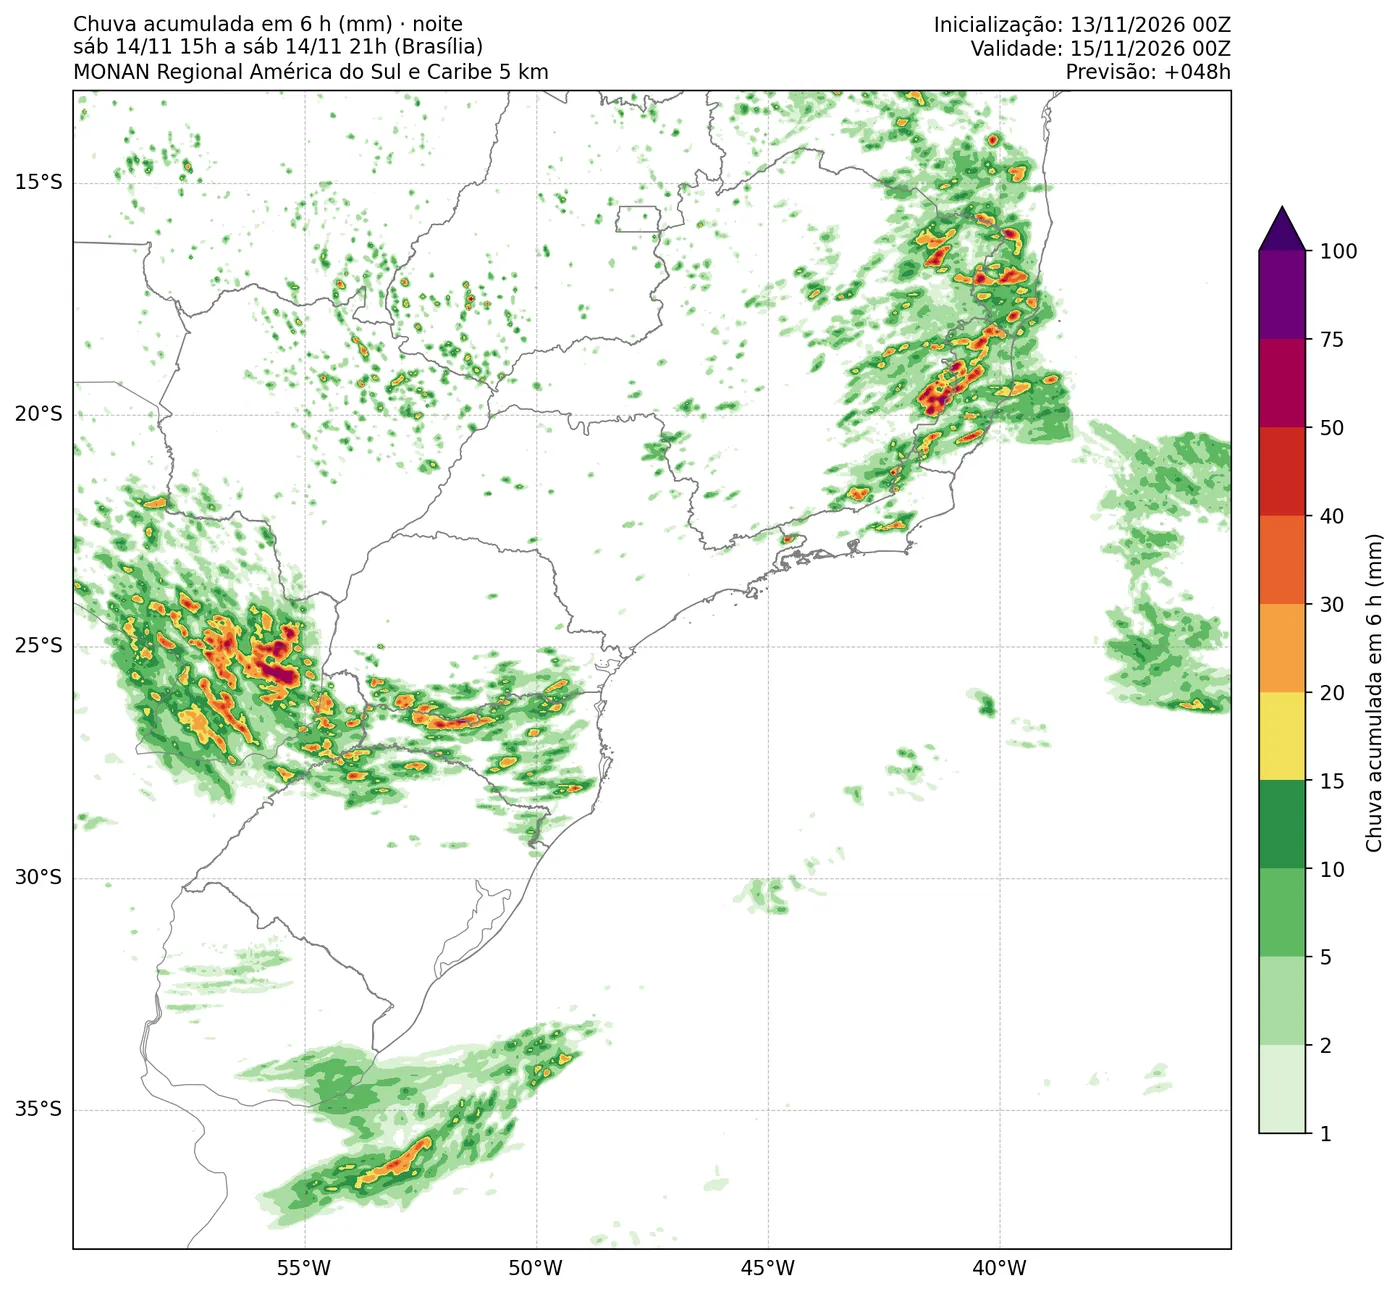 Chuva acumulada em 6 h (mm) · noite
sáb 14/11 15h a sáb 14/11 21h (Brasília)
MONAN Regional América do Sul e Caribe 5 km
Inicialização: 13/11/2026 00Z
Validade: 15/11/2026 00Z
Previsão: +048h
15°S
20°S
25°S
30°S
35°S
55°W
50°W
45°W
40°W
100
75
50
40
30
20
15
10
5
2
1
Chuva acumulada em 6 h (mm)